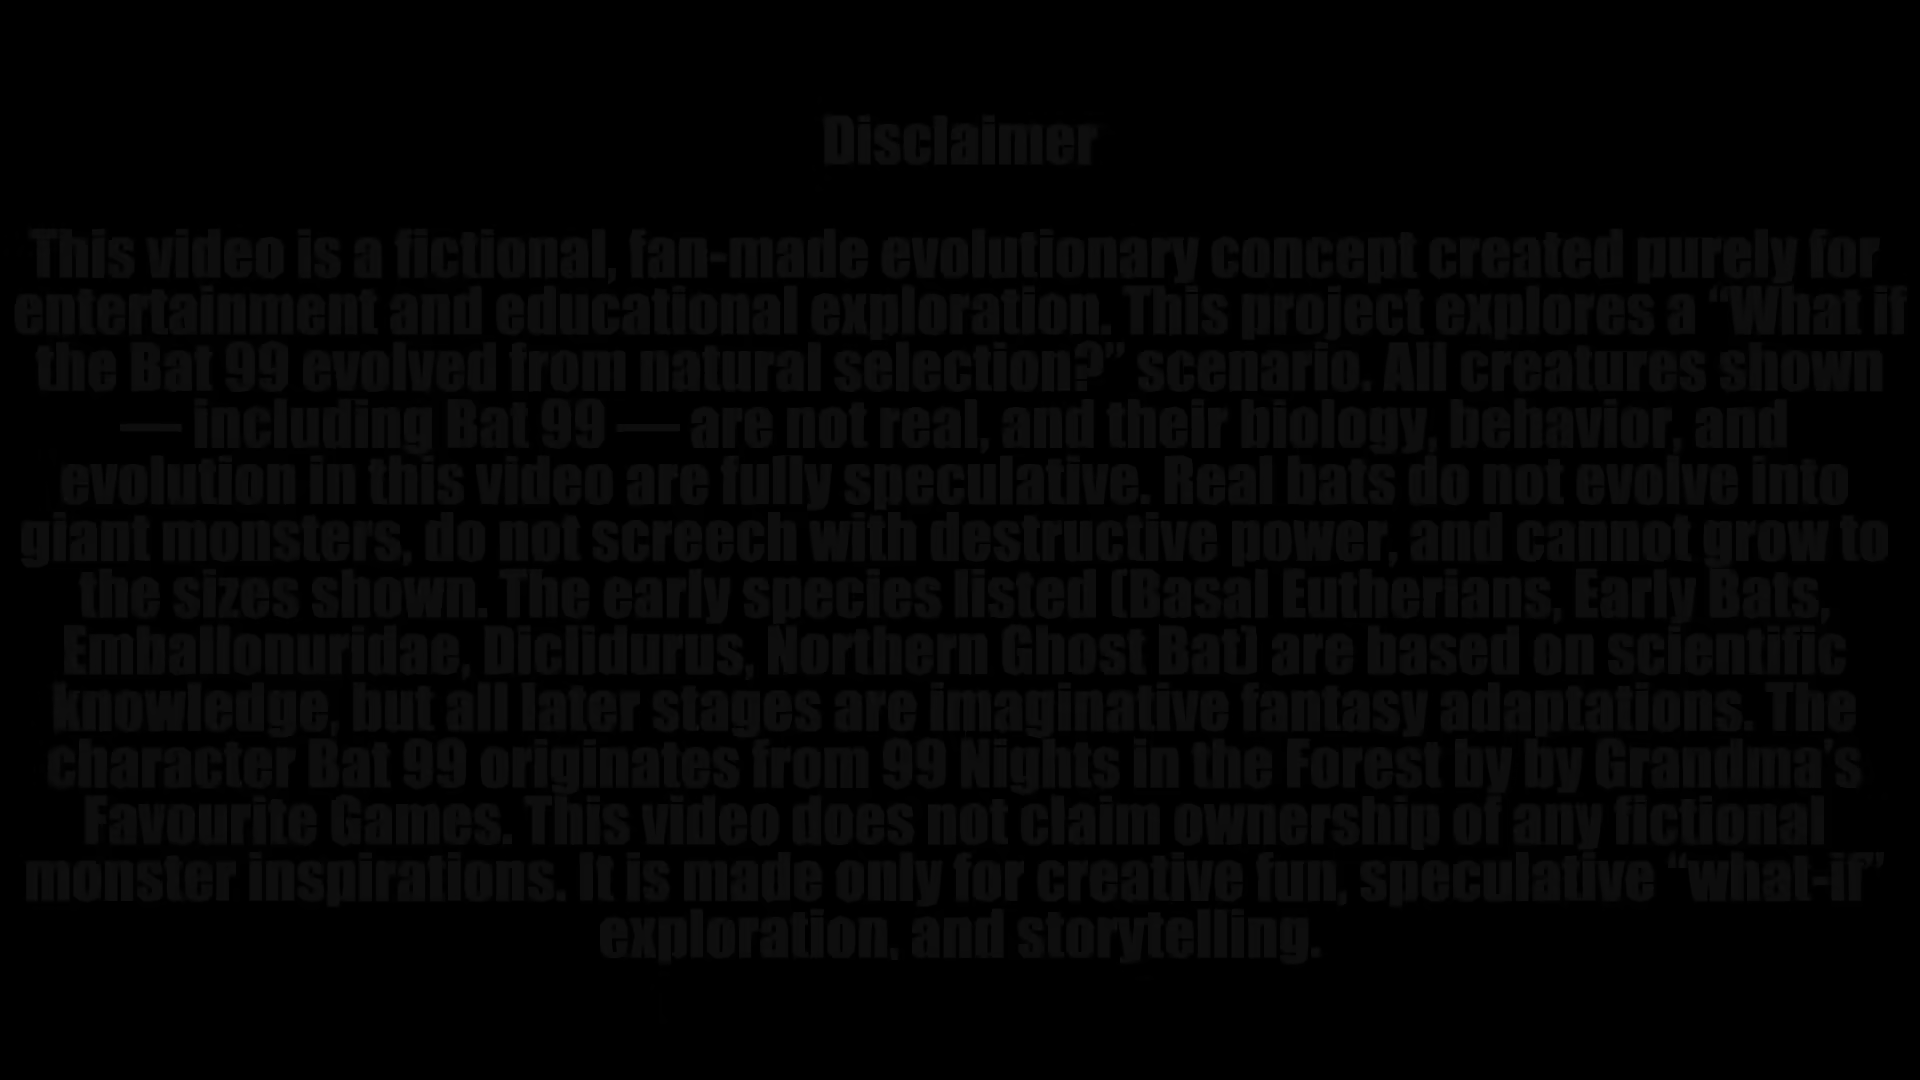 Disclaimer
This video is a fictional, fan-made evolutionary concept created purely for
entertainment and educational exploration. This project explores a “What if
the Bat 99 evolved from natural selection?” scenario. All creatures shown
— including Bat 99 — are not real, and their biology, behavior, and
evolution in this video are fully speculative. Real bats do not evolve into
giant monsters, do not screech with destructive power, and cannot grow to
the sizes shown. The early species listed (Basal Eutherians, Early Bats,
Emballonuridae, Diclidurus, Northern Ghost Bat) are based on scientific
knowledge, but all later stages are imaginative fantasy adaptations. The
character Bat 99 originates from 99 Nights in the Forest by by Grandma’s
Favourite Games. This video does not claim ownership of any fictional
monster inspirations. It is made only for creative fun, speculative “what-if”
exploration, and storytelling.